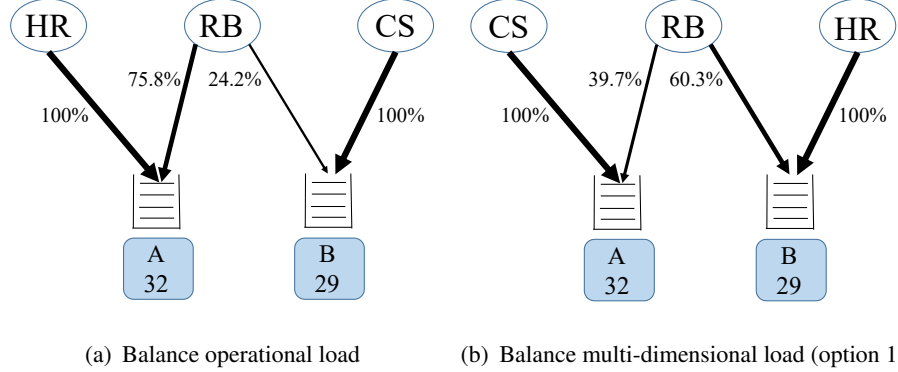 HR RB CS
75.8% 24.2%
100% 100%
A B
32 29
(a) Balance operational load
CS RB HR
39.7% 60.3%
100% 100%
A B
32 29
(b) Balance multi-dimensional load (option 1